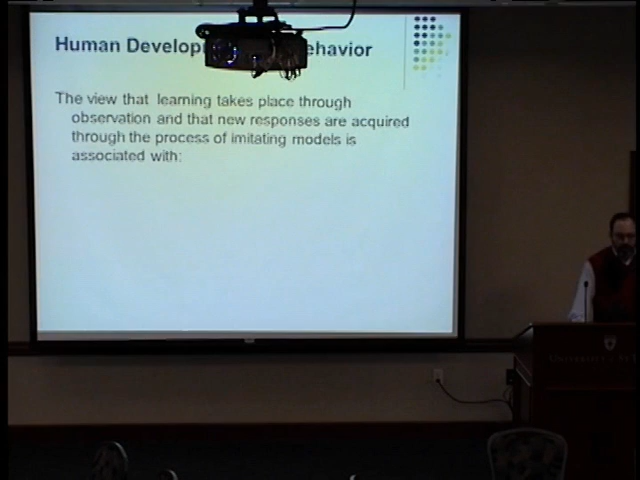 Human Develop ehavior
The view that learning takes place through
observation and that new responses are acquired
through the process of imitating models is
associated with: